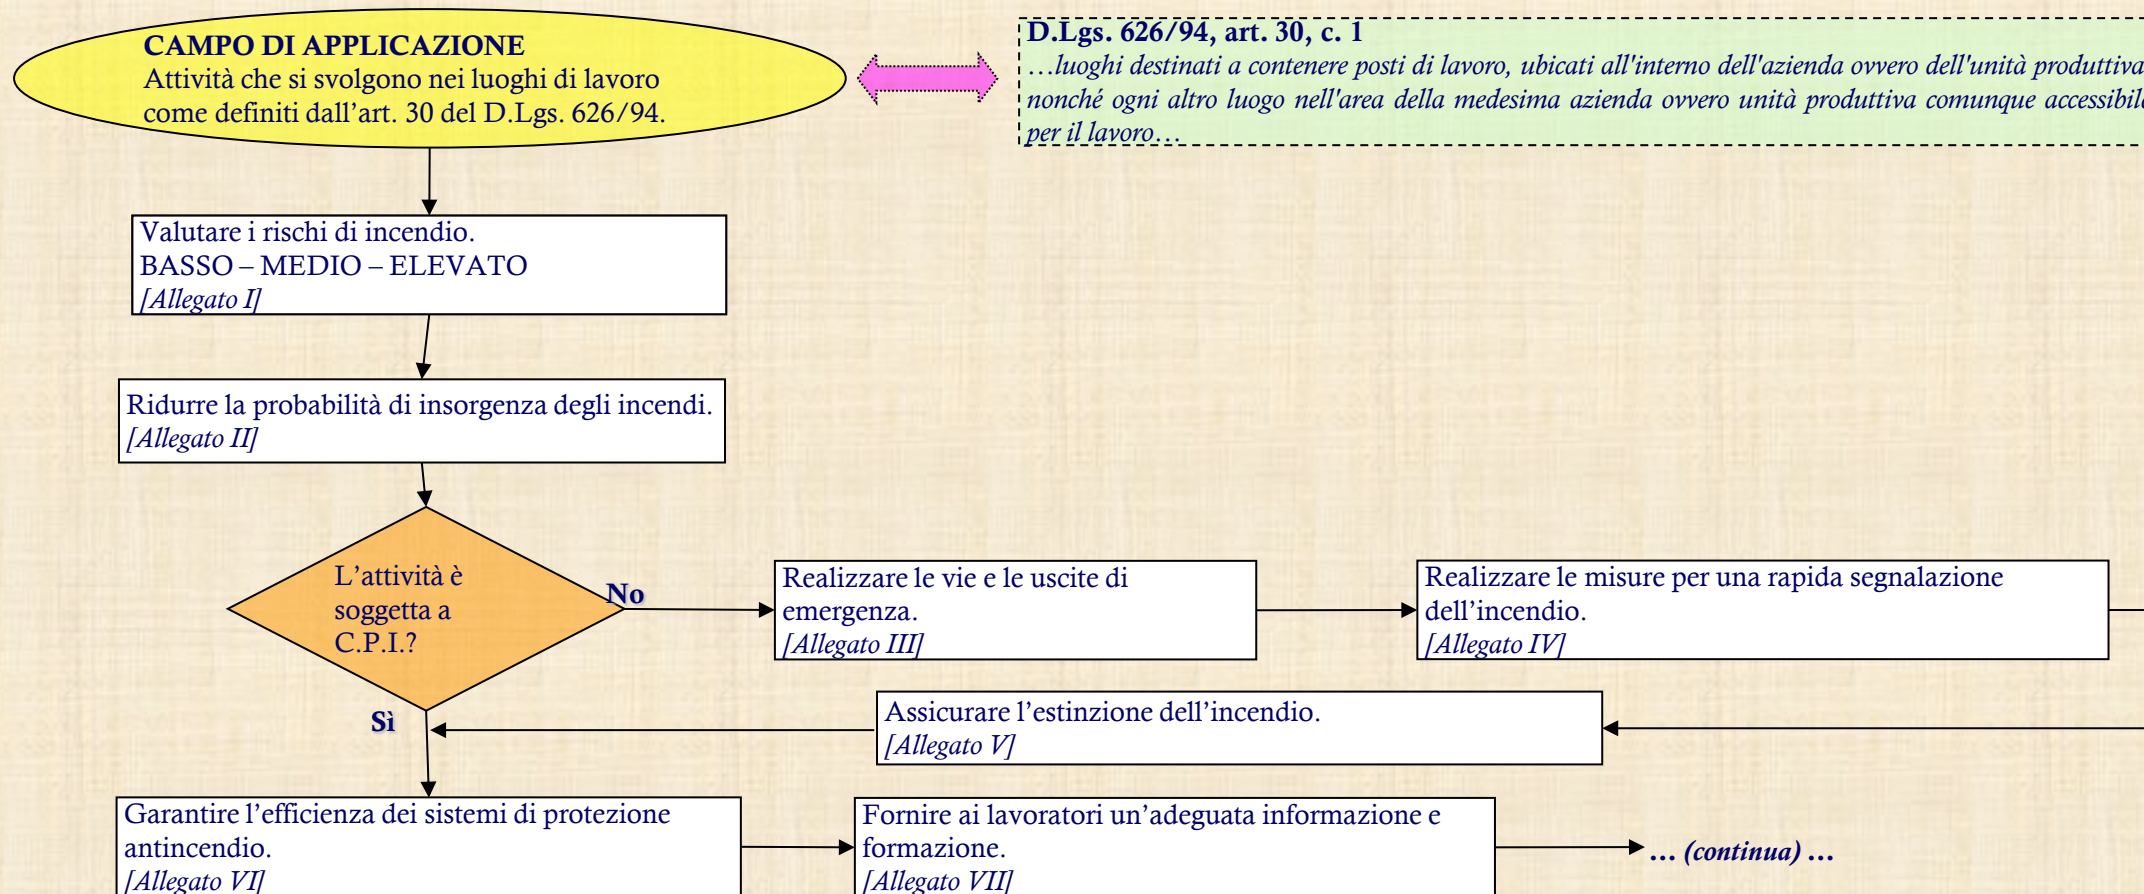 CAMPO DI APPLICAZIONE
Attività che si svolgono nei luoghi di lavoro
come definiti dall’art. 30 del D.Lgs. 626/94.
D.Lgs. 626/94, art. 30, c. 1
…luoghi destinati a contenere posti di lavoro, ubicati all'interno dell'azienda ovvero dell'unità produttiva
nonché ogni altro luogo nell'area della medesima azienda ovvero unità produttiva comunque
per il lavoro…
Valutare i rischi di incendio.
BASSO – MEDIO – ELEVATO
[Allegato I]
Ridurre la probabilità di insorgenza degli incendi.
[Allegato II]
L’attività è
soggetta a
C.P.I.?
No
Realizzare le vie e le uscite di
emergenza.
[Allegato III]
Realizzare le misure per una rapida segnalazione
dell’incendio.
[Allegato IV]
Sì
Assicurare l’estinzione dell’incendio.
[Allegato V]
Garantire l’efficienza dei sistemi di protezione
antincendio.
[Allegato VI]
Fornire ai lavoratori un’adeguata informazione e
formazione.
[Allegato VII]
… (continua) …